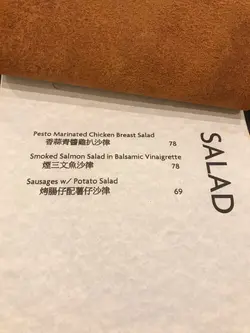 SALAD
Pesto Marinated Chicken Breast Salad
香蒜青醬雞扒沙律 78
Smoked Salmon Salad in Balsamic Vinaigrette
煙三文魚沙律 78
Sausages w/ Potato Salad
烤腸仔配薯仔沙律 69